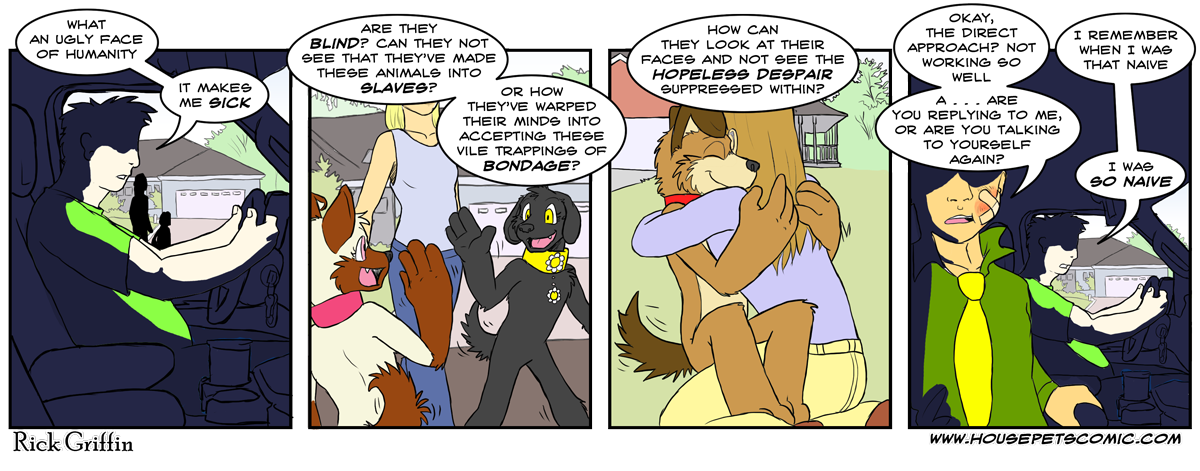 WHAT
AN UGLY FACE
OF HUMANITY
IT MAKES
ME SICK
ARE THEY
BLIND? CAN THEY NOT
SEE THAT THEY'VE MADE
THESE ANIMALS INTO
SLAVES?
OR HOW
THEY'VE WARPED
THEIR MINDS INTO
ACCEPTING THESE
VILE TRAPPINGS OF
BONDAGE?
HOW CAN
THEY LOOK AT THEIR
FACES AND NOT SEE THE
HOPELESS DESPAIR
SUPPRESSED WITHIN?
OKAY,
THE DIRECT
APPROACH? NOT
WORKING SO
WELL
I REMEMBER
WHEN I WAS
THAT NAIVE
A . . . ARE
YOU REPLYING TO ME,
OR ARE YOU TALKING
TO YOURSELF
AGAIN?
I WAS
SO NAIVE
Rick Griffin
WWW.HOUSEPETSCOMIC.COM